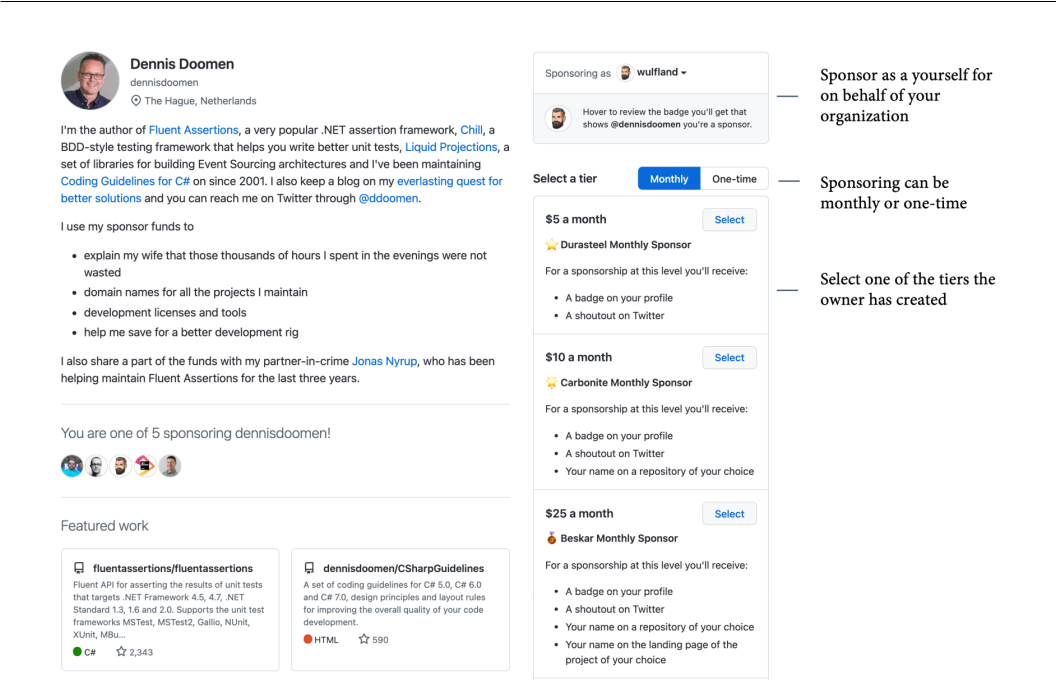 Dennis Doomen
dennisdoomen
The Hague, Netherlands
I'm the author of Fluent Assertions, a very popular .NET assertion framework, Chill, a
BDD-style testing framework that helps you write better unit tests, Liquid Projections, a
set of libraries for building Event Sourcing architectures and I've been maintaining
Coding Guidelines for C# on since 2001. I also keep a blog on my everlasting quest for
better solutions and you can reach me on Twitter through @ddoomen.
I use my sponsor funds to
• explain my wife that those thousands of hours I spent in the evenings were not
wasted
• domain names for all the projects I maintain
• development licenses and tools
• help me save for a better development rig
I also share a part of the funds with my partner-in-crime Jonas Nyrup, who has been
helping maintain Fluent Assertions for the last three years.
You are one of 5 sponsoring dennisdoomen!
Featured work
fluentassertions/fluentassertions
Fluent API for asserting the results of unit tests
that targets .NET Framework 4.5, 4.7, .NET
Standard 1.3, 1.6 and 2.0. Supports the unit test
frameworks MSTest, MSTest2, Gallio, NUnit,
XUnit, MBu...
C# 2,343
dennisdoomen/CSharpGuidelines
A set of coding guidelines for C# 5.0, C# 6.0
and C# 7.0, design principles and layout rules
for improving the overall quality of your code
development.
HTML 590
Sponsoring as wulfland
Hover to review the badge you'll get that
shows @dennisdoomen you're a sponsor.
Select a tier Monthly One-time
$5 a month Select
Durasteel Monthly Sponsor
For a sponsorship at this level you'll receive:
• A badge on your profile
• A shoutout on Twitter
$10 a month Select
Carbonite Monthly Sponsor
For a sponsorship at this level you'll receive:
• A badge on your profile
• A shoutout on Twitter
• Your name on a repository of your choice
$25 a month Select
Beskar Monthly Sponsor
For a sponsorship at this level you'll receive:
• A badge on your profile
• A shoutout on Twitter
• Your name on a repository of your choice
• Your name on the landing page of the
project of your choice
Sponsor as a yourself for
on behalf of your
organization
Sponsoring can be
monthly or one-time
Select one of the tiers the
owner has created